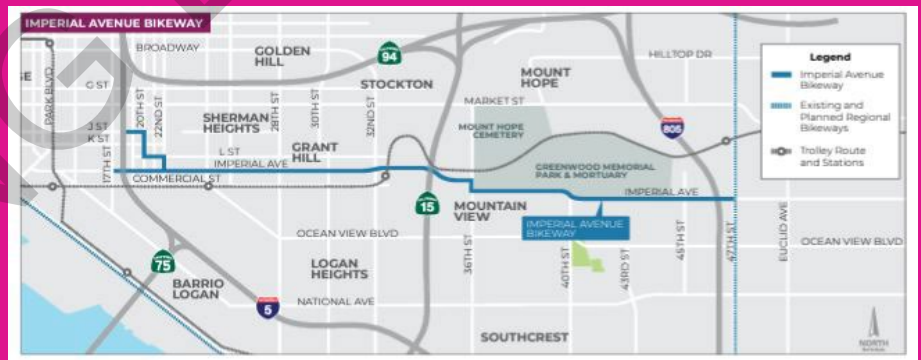 IMPERIAL AVENUE BIKEWAY
BROADWAY
GOLDEN
HILL
94
STOCKTON
MOUNT
HOPE
HILLTOP DR
PARK BLVD
G ST
20TH ST
22ND ST
SHERMAN
HEIGHTS
28TH ST
30TH ST
32ND ST
MARKET ST
MOUNT HOPE
CEMETERY
805
J ST
K ST
17TH ST
L ST
GRANT
HILL
IMPERIAL AVE
COMMERCIAL ST
GREENWOOD MEMORIAL
PARK & MORTUARY
IMPERIAL AVE
15
MOUNTAIN
VIEW
IMPERIAL AVENUE
BIKEWAY
OCEAN VIEW BLVD
36TH ST
40TH ST
43RD ST
45TH ST
47TH ST
EUCLID AVE
OCEAN VIEW BLVD
75
BARRIO
LOGAN
LOGAN
HEIGHTS
5
NATIONAL AVE
SOUTHCREST
Legend
Imperial Avenue
Bikeway
Existing and
Planned Regional
Bikeways
Trolley Route
and Stations
NORTH